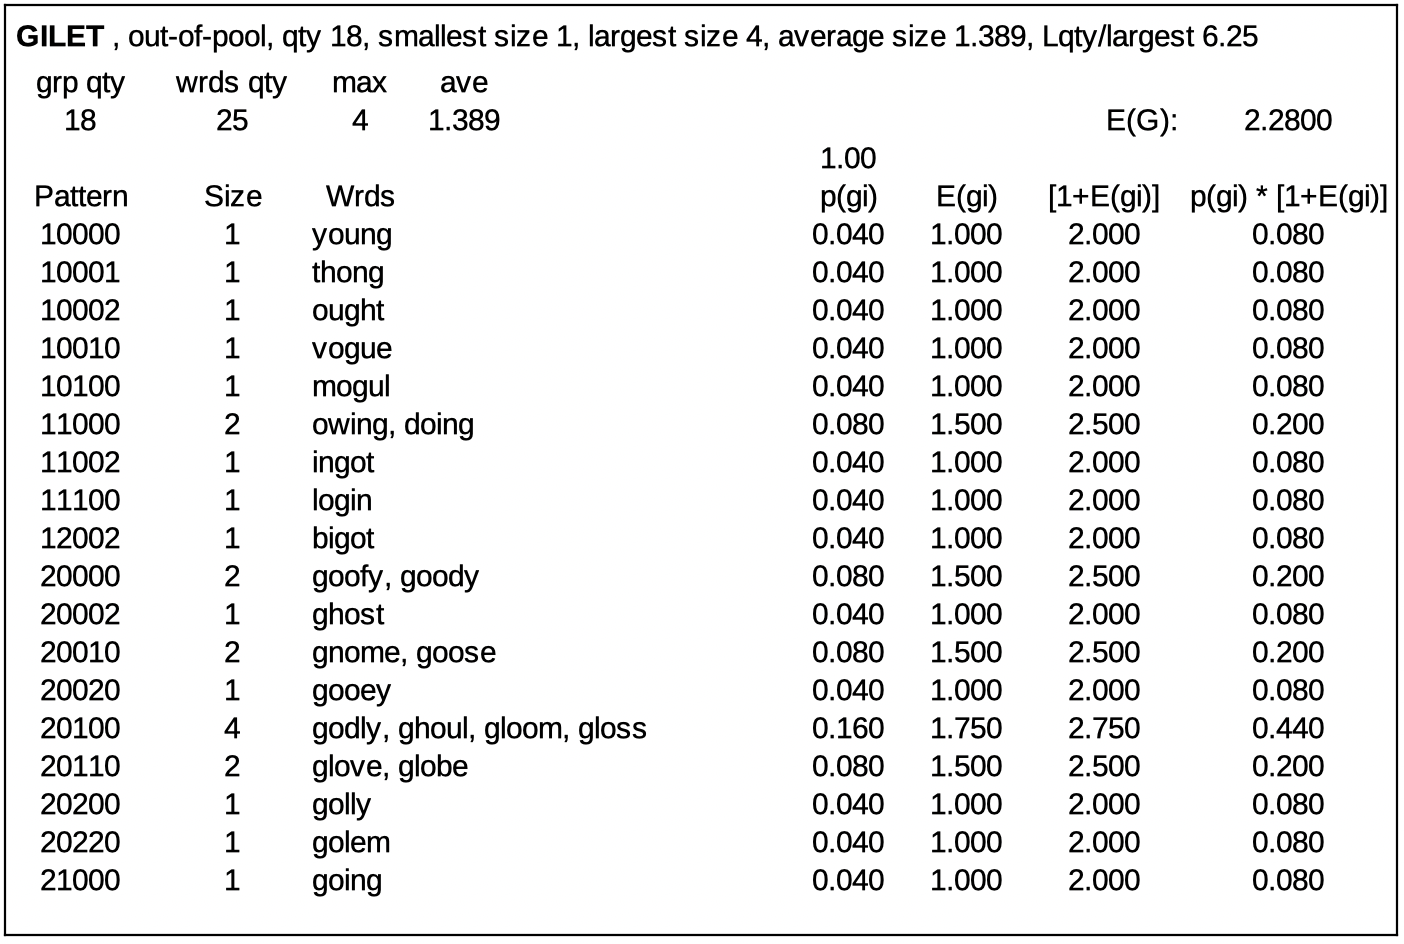 GILET , out-of-pool, qty 18, smallest size 1, largest size 4, average size 1.389, Lqty/largest 6.25
grp qty wrds qty max ave
18 25 4 1.389 E(G): 2.2800
1.00
Pattern Size Wrds p(gi) E(gi) [1+E(gi)] p(gi) * [1+E(gi)]
10000 1 young 0.040 1.000 2.000 0.080
10001 1 thong 0.040 1.000 2.000 0.080
10002 1 ought 0.040 1.000 2.000 0.080
10010 1 vogue 0.040 1.000 2.000 0.080
10100 1 mogul 0.040 1.000 2.000 0.080
11000 2 owing, doing 0.080 1.500 2.500 0.200
11002 1 ingot 0.040 1.000 2.000 0.080
11100 1 login 0.040 1.000 2.000 0.080
12002 1 bigot 0.040 1.000 2.000 0.080
20000 2 goofy, goody 0.080 1.500 2.500 0.200
20002 1 ghost 0.040 1.000 2.000 0.080
20010 2 gnome, goose 0.080 1.500 2.500 0.200
20020 1 gooey 0.040 1.000 2.000 0.080
20100 4 godly, ghoul, gloom, gloss 0.160 1.750 2.750 0.440
20110 2 glove, globe 0.080 1.500 2.500 0.200
20200 1 golly 0.040 1.000 2.000 0.080
20220 1 golem 0.040 1.000 2.000 0.080
21000 1 going 0.040 1.000 2.000 0.080